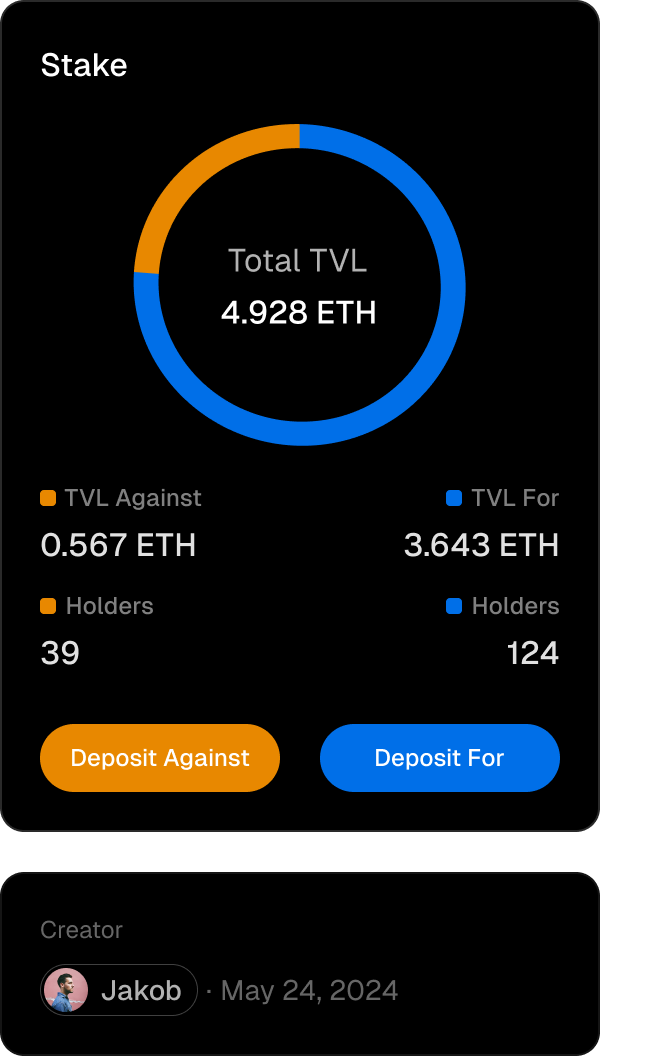 Stake
Total TVL
4.928 ETH
TVL Against
TVL For
0.567 ETH
3.643 ETH
Holders
Holders
39
124
Deposit Against
Deposit For
Creator
Jakob · May 24, 2024